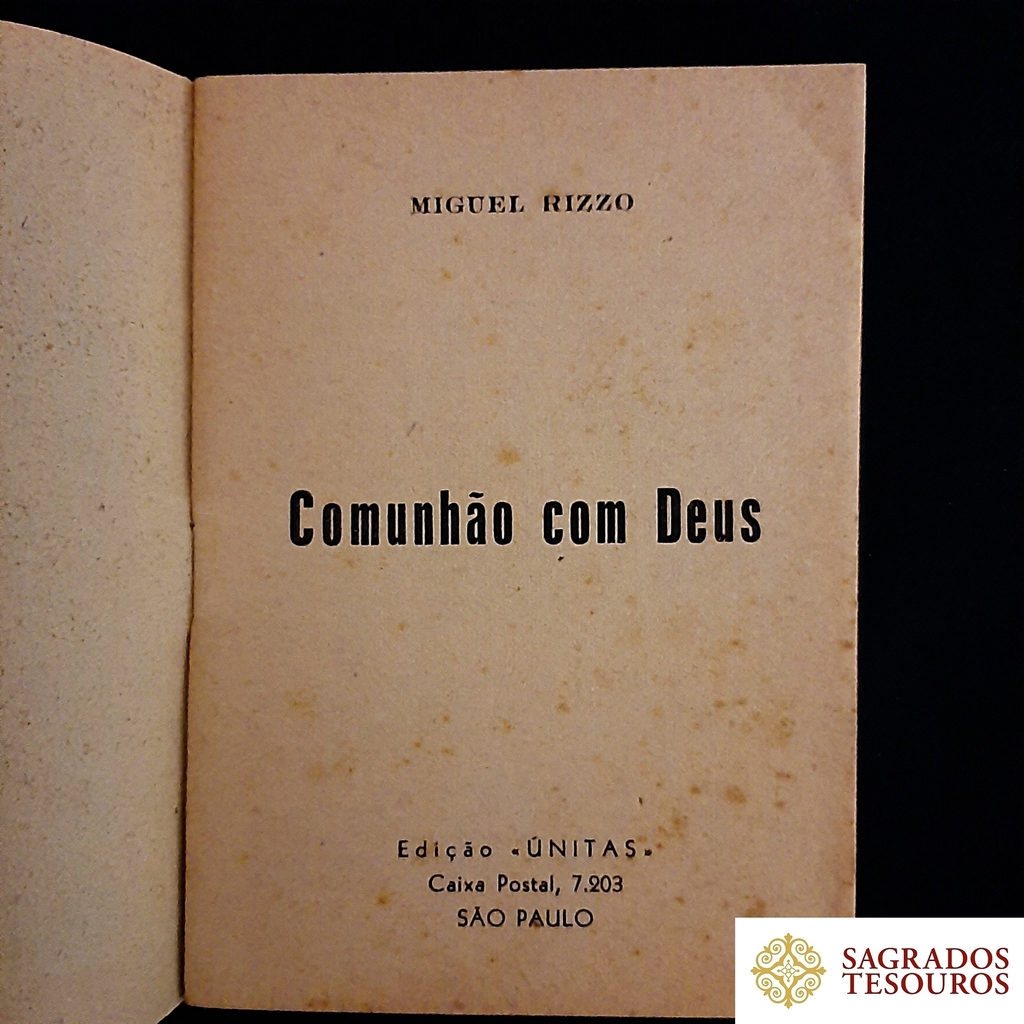 MIGUEL RIZZO
Comunhão com Deus
Edição «ÚNITAS»
Caixa Postal, 7.203
SÃO PAULO
SAGRADOS
TESOUROS